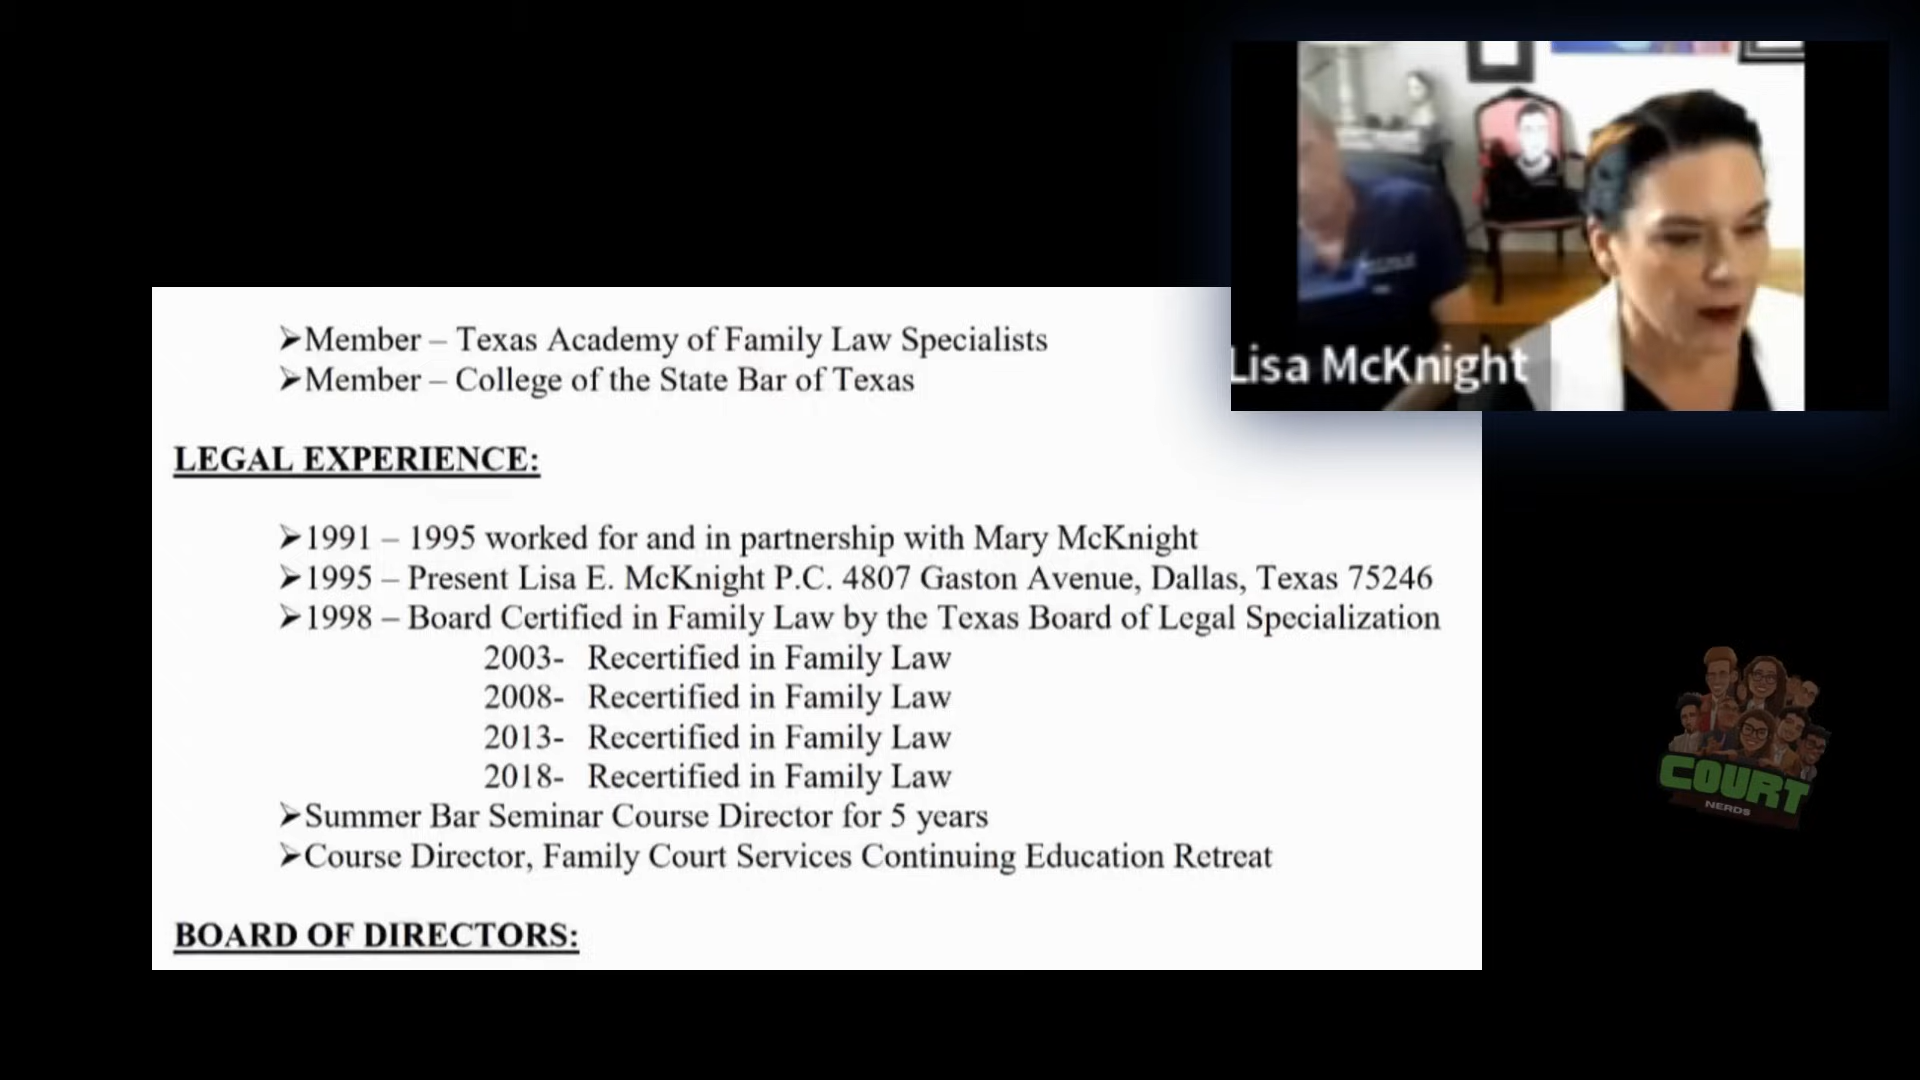 Lisa McKnight
➢Member – Texas Academy of Family Law Specialists
➢Member – College of the State Bar of Texas
LEGAL EXPERIENCE:
➢1991 – 1995 worked for and in partnership with Mary McKnight
➢1995 – Present Lisa E. McKnight P.C. 4807 Gaston Avenue, Dallas, Texas 75246
➢1998 – Board Certified in Family Law by the Texas Board of Legal Specialization
2003- Recertified in Family Law
2008- Recertified in Family Law
2013- Recertified in Family Law
2018- Recertified in Family Law
➢Summer Bar Seminar Course Director for 5 years
➢Course Director, Family Court Services Continuing Education Retreat
BOARD OF DIRECTORS:
COURT
NERDS